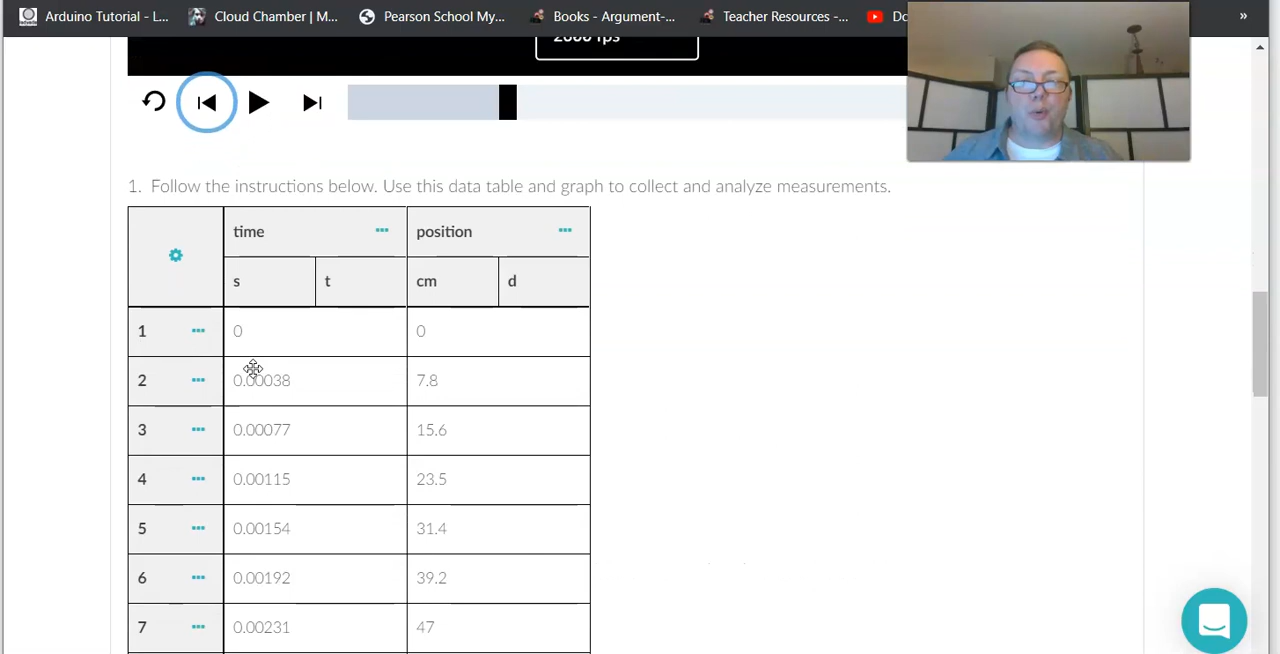 Arduino Tutorial - L... Cloud Chamber | M... Pearson School My... Books - Argument-... Teacher Resources -... Do »
2000 fps
1. Follow the instructions below. Use this data table and graph to collect and analyze measurements.
time ... position ...
s t cm d
1 ... 0 0
2 ... 0.00038 7.8
3 ... 0.00077 15.6
4 ... 0.00115 23.5
5 ... 0.00154 31.4
6 ... 0.00192 39.2
7 ... 0.00231 47